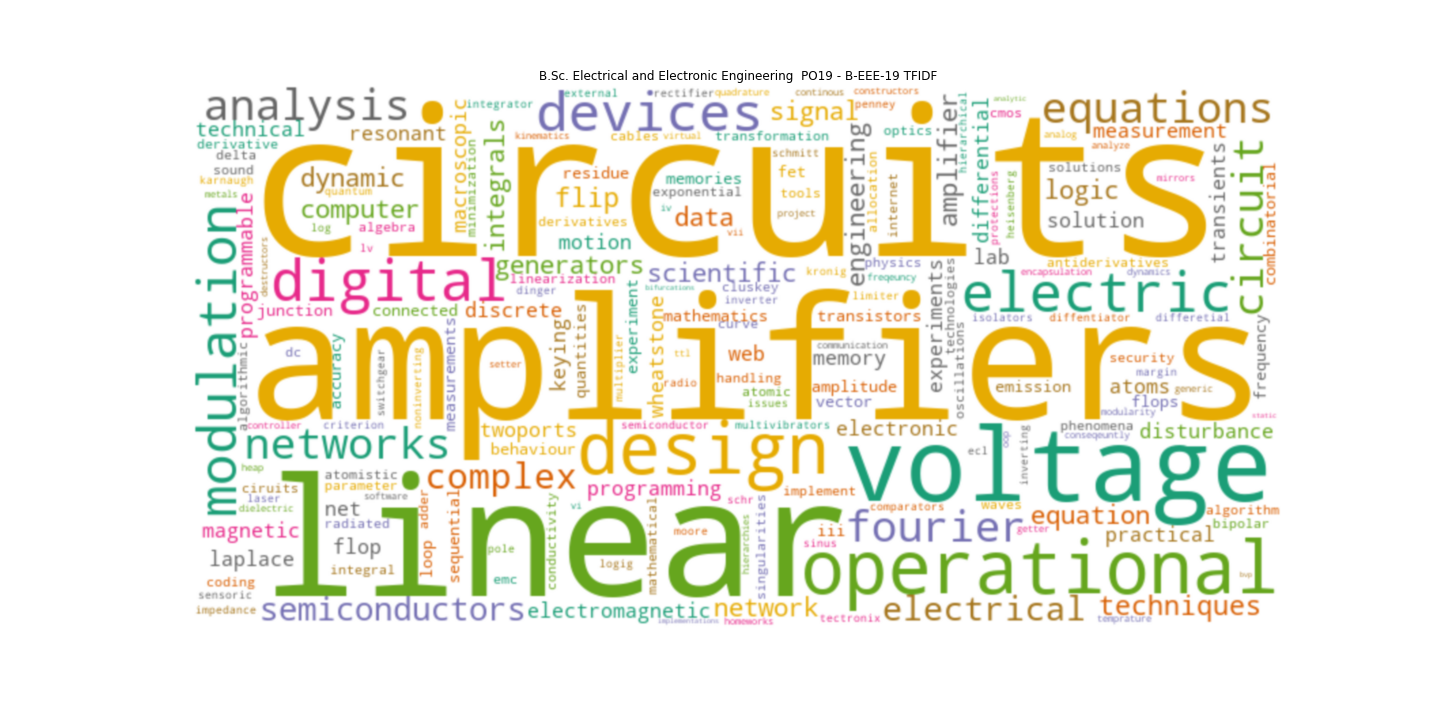 B.Sc. Electrical and Electronic Engineering  PO19 - B-EEE-19 TFIDF
analysis
technical
derivative
delta
sound
karnaugh
metals
resonant
macroscopic
minimization
integrator
integrals
external
devices
kinematics
rectifier
quadrature
cables
virtual
transformation
continous
constructors
penney
signal
optics
amplifier
hierarchical
differential
analytic
cmos
equations
analog
measurement
analyze
circuits
dynamic
quantum
computer
log
algebra
lv
programmable
destructors
residue
flip
derivatives
motion
memories
exponential
iv
data
vii
schmitt
fet
tools
project
engineering
allocation
internet
protections
heisenberg
solutions
logic
solution
mirrors
transients
circuit
combinatorial
modulation
digital
generators
linearization
dinger
scientific
bifurcations
cluskey
inverter
kronig
physics
freqeuncy
limiter
lab
antiderivatives
encapsulation
dynamics
electric
isolators
differentiator
differetial
junction
connected
discrete
experiment
wheatstone
mathematics
curve
transistors
experiments
technologies
oscillations
algorithmic
dc
accuracy
switchgear
noninverting
measurements
amplifiers
setter
keying
quantities
multiplier
ttl
radio
web
handling
atomic
issues
communication
memory
amplitude
vector
emission
security
margin
atoms
generic
flops
modularity
frequency
static
controller
criterion
networks
twoports
behaviour
semiconductor
multivibrators
design
electronic
ecl
oop
inverting
phenomena
conseqeuntly
disturbance
voltage
heap
ciruits
laser
dielectric
atomistic
parameter
software
complex
programming
schr
implement
comparators
waves
algorithm
bipolar
magnetic
net
radiated
adder
sequential
loop
linear
vi
pole
conductivity
emc
logig
mathematical
moore
hierarchies
singularities
iii
sinus
fourier
getter
equation
practical
laplace
flop
integral
operational
coding
sensoric
impedance
semiconductors
electromagnetic
implementations
homeworks
network
tectronix
electrical
temprature
techniques